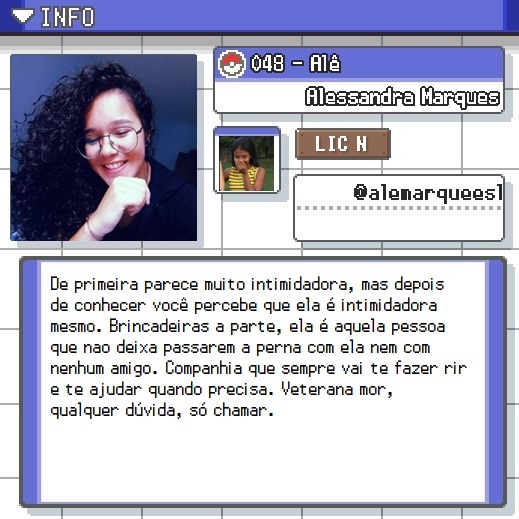 INFO
048 - Alê
Alessandra Marques
LIC N
@alemarqueesl
De primeira parece muito intimidadora, mas depois
de conhecer você percebe que ela é intimidadora
mesmo. Brincadeiras a parte, ela é aquela pessoa
que nao deixa passarem a perna com ela nem com
nenhum amigo. Companhia que sempre vai te fazer rir
e te ajudar quando precisa. Veterana mor,
qualquer dúvida, só chamar.